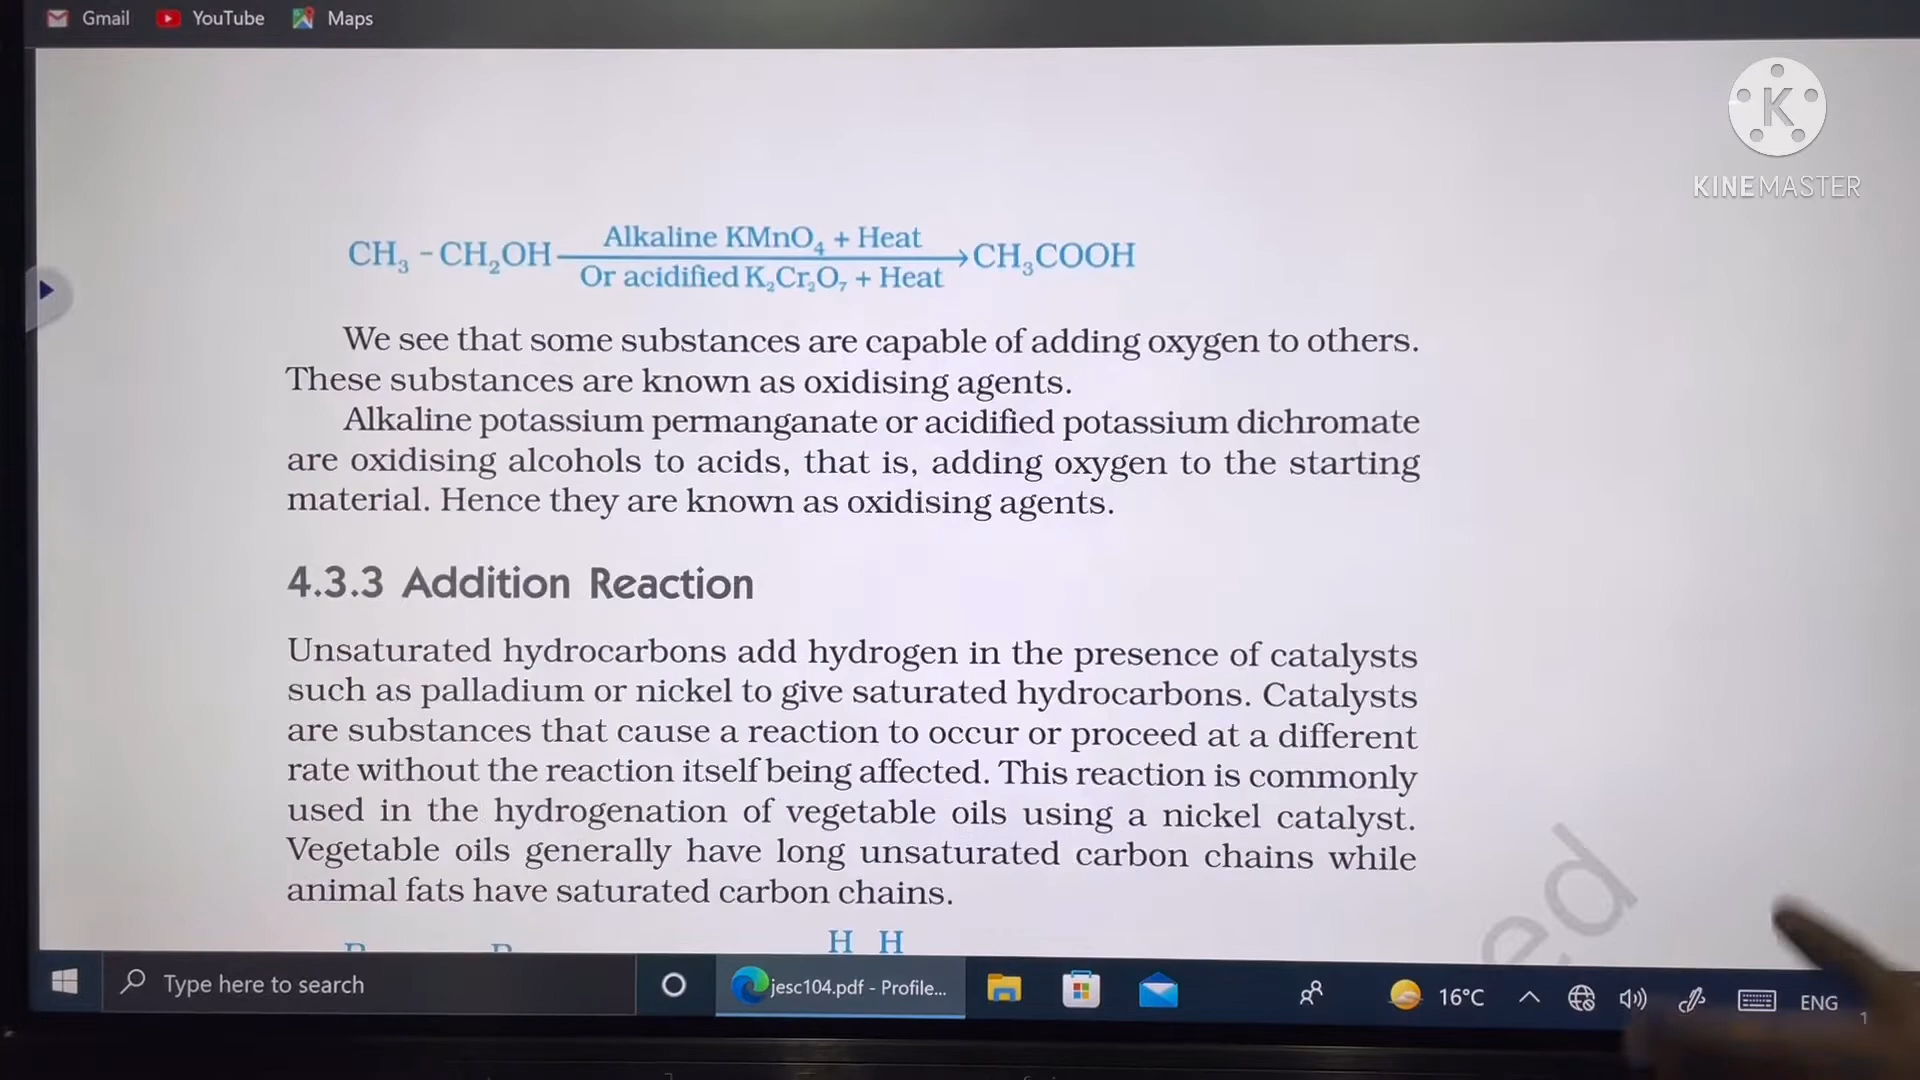 Gmail YouTube Maps
K
KINEMASTER
Alkaline KMnO₄ + Heat
CH₃ – CH₂OH → CH₃COOH
Or acidified K₂Cr₂O₇ + Heat
We see that some substances are capable of adding oxygen to others.
These substances are known as oxidising agents.
Alkaline potassium permanganate or acidified potassium dichromate
are oxidising alcohols to acids, that is, adding oxygen to the starting
material. Hence they are known as oxidising agents.
4.3.3 Addition Reaction
Unsaturated hydrocarbons add hydrogen in the presence of catalysts
such as palladium or nickel to give saturated hydrocarbons. Catalysts
are substances that cause a reaction to occur or proceed at a different
rate without the reaction itself being affected. This reaction is commonly
used in the hydrogenation of vegetable oils using a nickel catalyst.
Vegetable oils generally have long unsaturated carbon chains while
animal fats have saturated carbon chains.
H H
ed
Type here to search jesc104.pdf - Profile... 16°C ENG